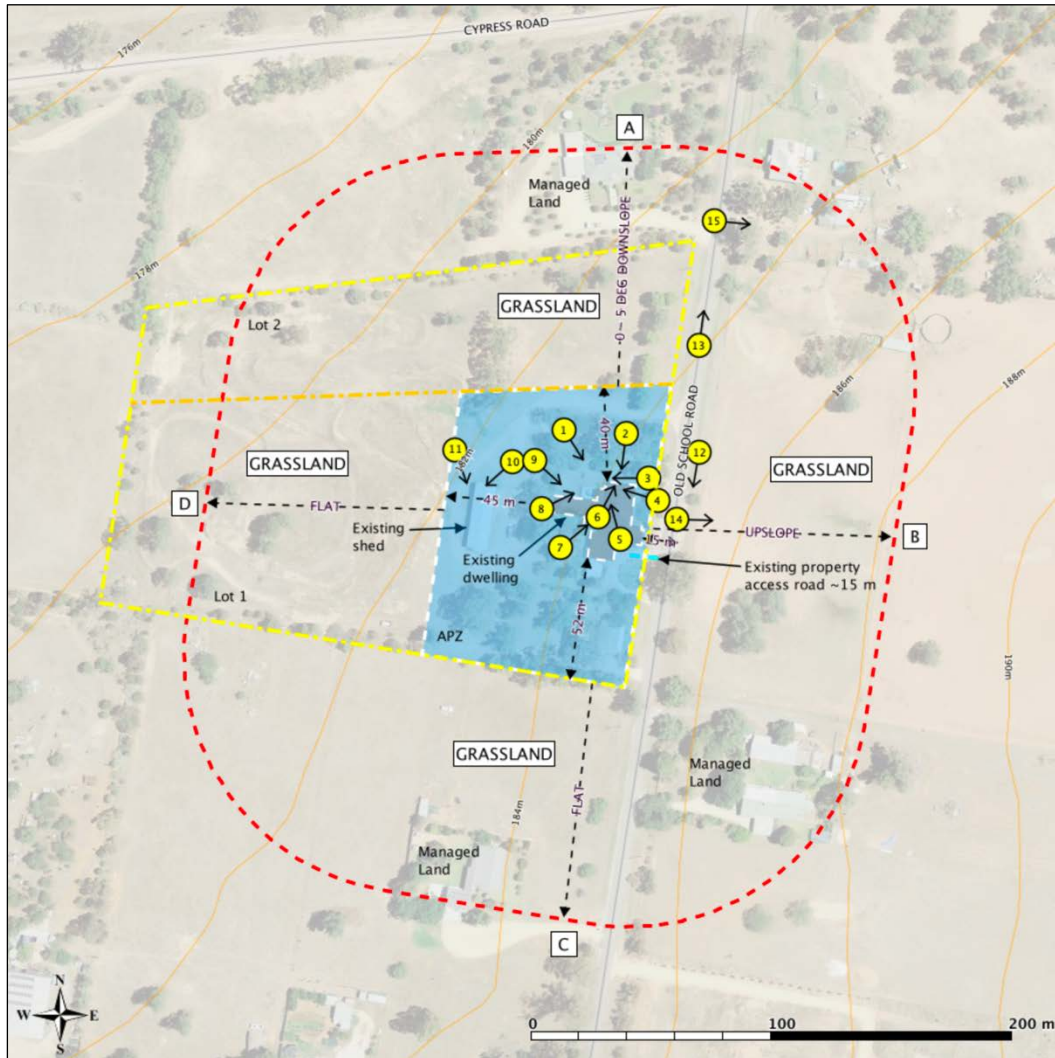 CYPRESS ROAD
176m
180m
A
Managed
Land
0 - 5 DEG DOWNSLOPE
15
178m
GRASSLAND
Lot 2
13
186m
188m
OLD SCHOOL ROAD
40 m
1
2
11
182m
10
9
3
12
GRASSLAND
GRASSLAND
D
FLAT
45 m
8
4
6
14
Existing
shed
7
5
15 m
UPSLOPE
B
Existing
dwelling
Existing property
access road ~15 m
Lot 1
52 m
APZ
190m
GRASSLAND
Managed
Land
FLAT
184m
Managed
Land
C
N
W E
S
0 100 200 m